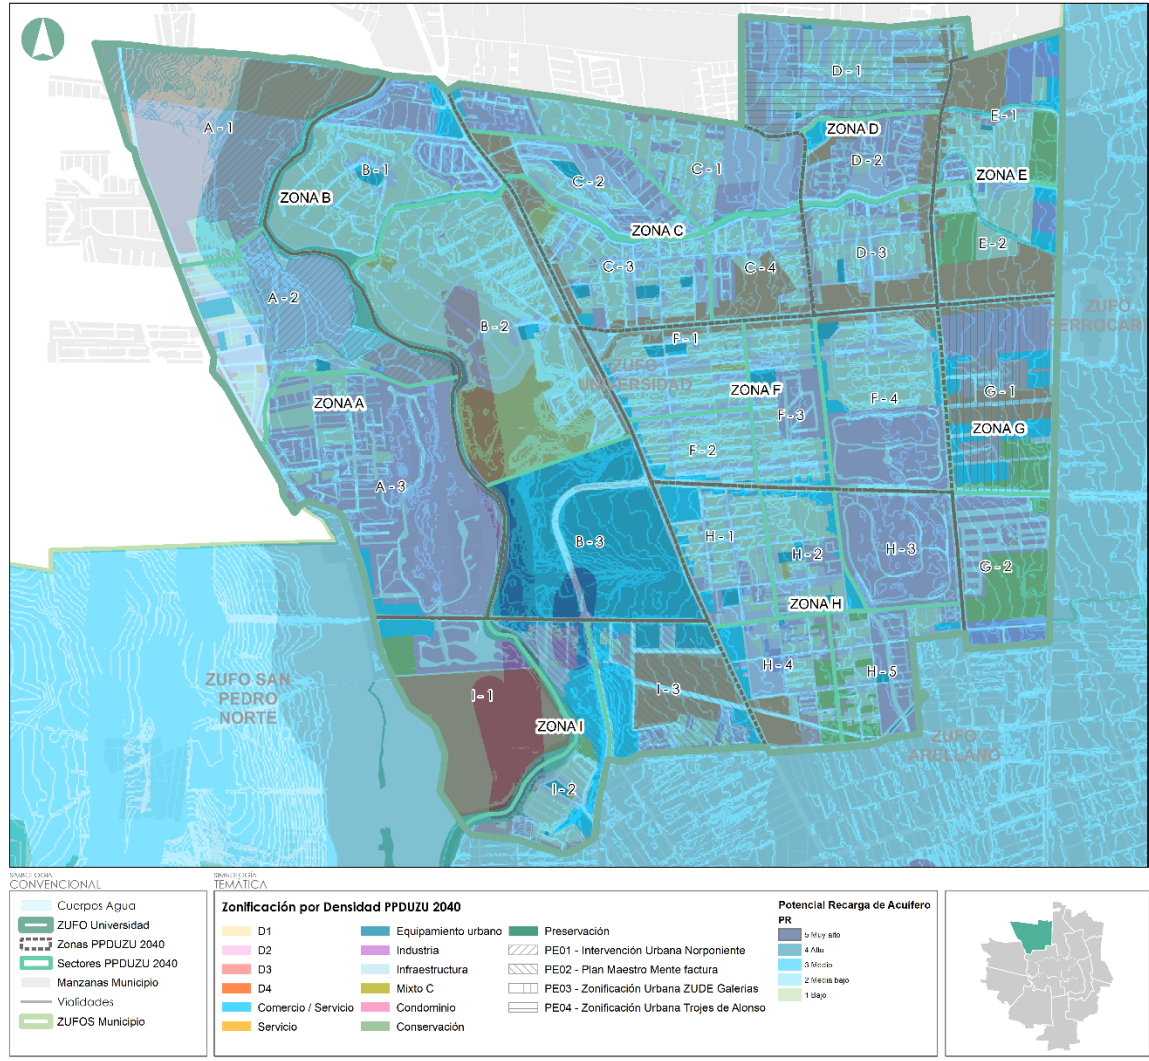 D - 1
A - 1
ZONA D
E - 1
D - 2
B - 1
C - 2
C - 1
ZONA E
ZONA B
ZONA C
E - 2
D - 3
C - 3
C - 4
A - 2
ZUFO
FERROCARR
B - 2
F - 1
ZUFO
UNIVERSIDAD
ZONA F
G - 1
ZONA A
F - 4
F - 3
ZONA G
F - 2
A - 3
H - 1
B - 3
H - 2
H - 3
G - 2
ZONA H
H - 4
H - 5
ZUFO SAN
PEDRO
NORTE
I - 1
I - 3
ZONA I
ZUFO
ARELLANO
I - 2
SIMBOLOGÍA
CONVENCIONAL
Cuerpos Agua
ZUFO Universidad
Zonas PPDUZU 2040
Sectores PPDUZU 2040
Manzanas Municipio
Vialidades
ZUFOS Municipio
SIMBOLOGÍA
TEMÁTICA
Zonificación por Densidad PPDUZU 2040
D1
D2
D3
D4
Comercio / Servicio
Servicio
Equipamiento urbano
Industria
Infraestructura
Mixto C
Condominio
Conservación
Preservación
PE01 - Intervención Urbana Norponiente
PE02 - Plan Maestro Mente factura
PE03 - Zonificación Urbana ZUDE Galerias
PE04 - Zonificación Urbana Trojes de Alonso
Potencial Recarga de Acuífero
PR
5 Muy alto
4 Alto
3 Medio
2 Media bajo
1 Bajo